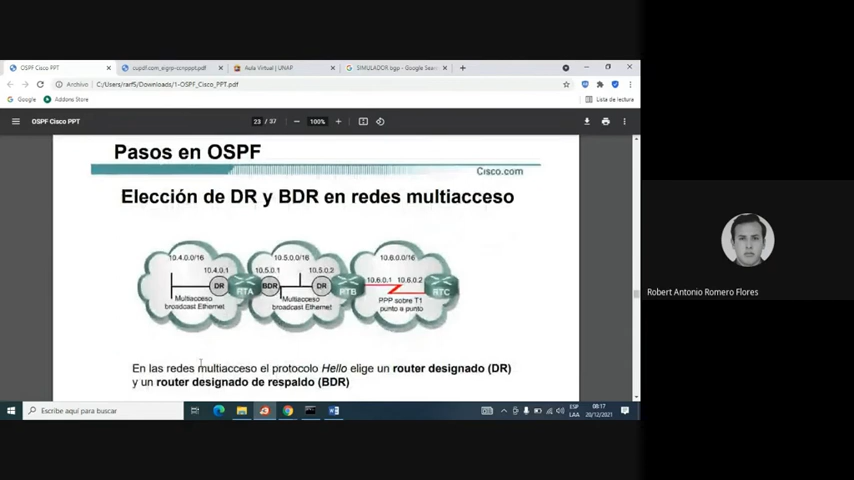 OSPF Cisco PPT
cupdf.com_eigrp-ccnpppt.pdf
Aula Virtual | UNAP
SIMULADOR bgp - Google Sear
Archivo
C:/Users/rarf5/Downloads/1-OSPF_Cisco_PPT.pdf
Google
Addons Store
Lista de lectura
OSPF Cisco PPT
23 / 37
100%
Pasos en OSPF
Cisco.com
Elección de DR y BDR en redes multiacceso
10.4.0.0/16
10.5.0.0/16
10.6.0.0/16
10.4.0.1
10.5.0.1
10.5.0.2
10.6.0.1
10.6.0.2
DR
RTA
BDR
DR
RTB
RTC
Multiacceso
broadcast Ethernet
Multiacceso
broadcast Ethernet
PPP sobre T1
punto a punto
En las redes multiacceso el protocolo Hello elige un router designado (DR)
y un router designado de respaldo (BDR)
Robert Antonio Romero Flores
Escribe aquí para buscar
ESP
LAA
08:17
20/12/2021